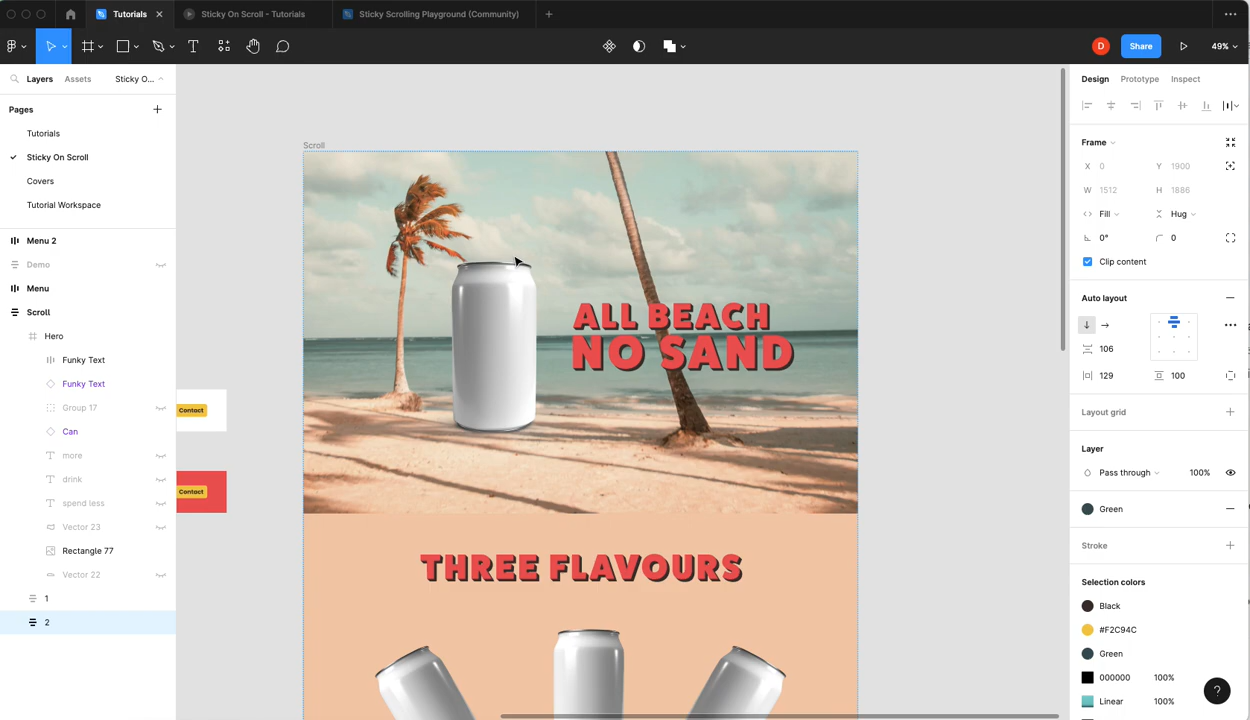 Tutorials
Sticky On Scroll - Tutorials
Sticky Scrolling Playground (Community)
D
Share
49%
Layers
Assets
Sticky O...
Pages
Tutorials
Sticky On Scroll
Covers
Tutorial Workspace
Menu 2
Demo
Menu
Scroll
Hero
Funky Text
Funky Text
Group 17
Can
more
drink
spend less
Vector 23
Rectangle 77
Vector 22
1
2
Contact
Contact
Scroll
ALL BEACH
NO SAND
THREE FLAVOURS
Design
Prototype
Inspect
Frame
X 0
Y 1900
W 1512
H 1886
Fill
Hug
0°
0
Clip content
Auto layout
106
129
100
Layout grid
Layer
Pass through
100%
Green
Stroke
Selection colors
Black
#F2C94C
Green
000000 100%
Linear 100%
?